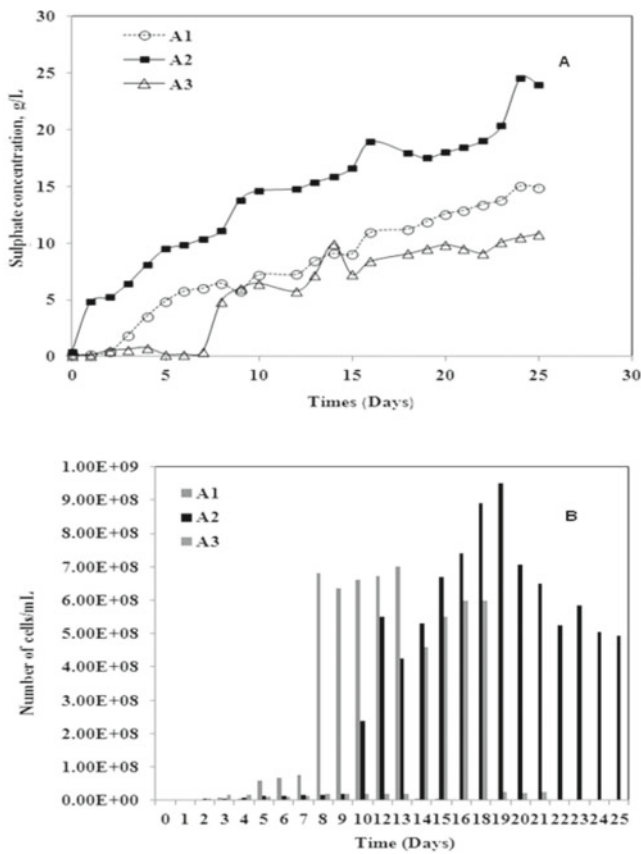 A1
A2
A3
A
Sulphate concentration, g/L
30
25
20
15
10
5
0
0 5 10 15 20 25 30
Times (Days)
A1
A2
A3
B
Number of cells/mL
1.00E+09
9.00E+08
8.00E+08
7.00E+08
6.00E+08
5.00E+08
4.00E+08
3.00E+08
2.00E+08
1.00E+08
0.00E+00
0 1 2 3 4 5 6 7 8 9 10 12 13 14 15 16 18 19 20 21 22 23 24 25
Time (Days)